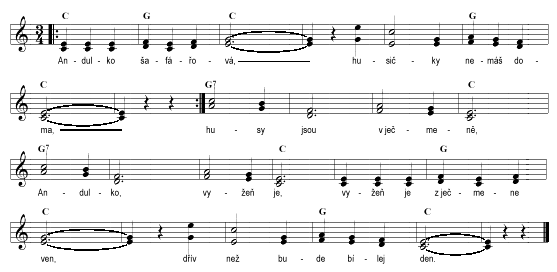 C G C G
3
4
An - dul - ko ša - fá - řo - vá, hu - sič - ky ne - máš do -
C G7 C
ma, hu - sy jsou v ječ - me - ně,
G7 C G
An - dul - ko, vy - žeň je, vy - žeň je z ječ - me - ne
C G C
ven, dřív než bu - de bí - lej den.